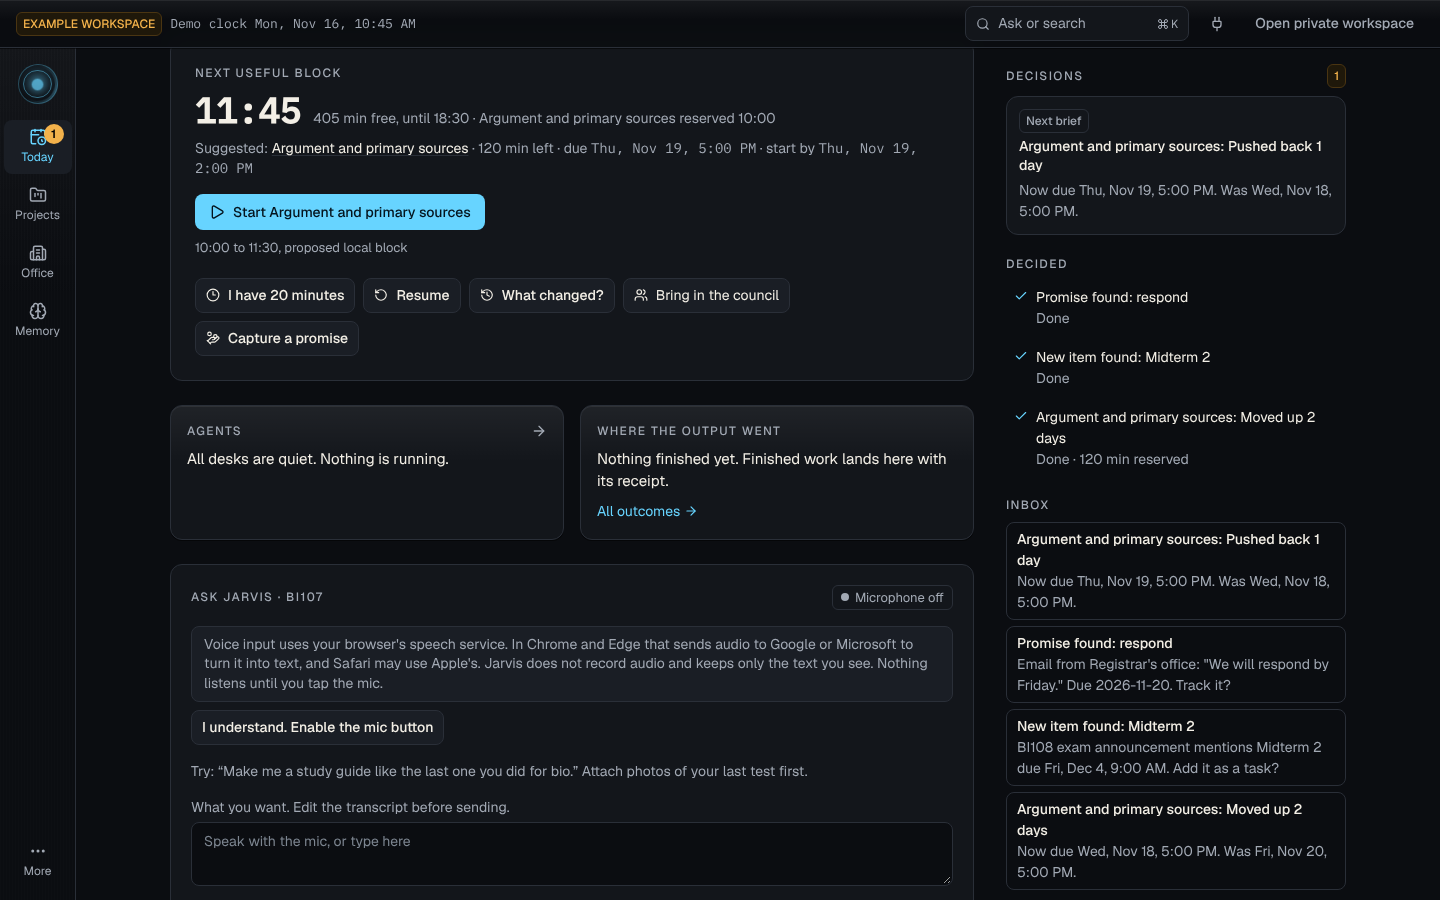 EXAMPLE WORKSPACE Demo clock Mon, Nov 16, 10:45 AM
Ask or search ⌘K
Open private workspace
1
Today
Projects
Office
Memory
More
NEXT USEFUL BLOCK
11:45 405 min free, until 18:30 · Argument and primary sources reserved 10:00
Suggested: Argument and primary sources · 120 min left · due Thu, Nov 19, 5:00 PM · start by Thu, Nov 19,
2:00 PM
Start Argument and primary sources
10:00 to 11:30, proposed local block
I have 20 minutes
Resume
What changed?
Bring in the council
Capture a promise
AGENTS
All desks are quiet. Nothing is running.
WHERE THE OUTPUT WENT
Nothing finished yet. Finished work lands here with
its receipt.
All outcomes
ASK JARVIS · BI107
Microphone off
Voice input uses your browser's speech service. In Chrome and Edge that sends audio to Google or Microsoft to
turn it into text, and Safari may use Apple's. Jarvis does not record audio and keeps only the text you see. Nothing
listens until you tap the mic.
I understand. Enable the mic button
Try: “Make me a study guide like the last one you did for bio.” Attach photos of your last test first.
What you want. Edit the transcript before sending.
Speak with the mic, or type here
DECISIONS
1
Next brief
Argument and primary sources: Pushed back 1
day
Now due Thu, Nov 19, 5:00 PM. Was Wed, Nov 18,
5:00 PM.
DECIDED
Promise found: respond
Done
New item found: Midterm 2
Done
Argument and primary sources: Moved up 2
days
Done · 120 min reserved
INBOX
Argument and primary sources: Pushed back 1
day
Now due Thu, Nov 19, 5:00 PM. Was Wed, Nov 18,
5:00 PM.
Promise found: respond
Email from Registrar's office: "We will respond by
Friday." Due 2026-11-20. Track it?
New item found: Midterm 2
BI108 exam announcement mentions Midterm 2
due Fri, Dec 4, 9:00 AM. Add it as a task?
Argument and primary sources: Moved up 2
days
Now due Wed, Nov 18, 5:00 PM. Was Fri, Nov 20,
5:00 PM.